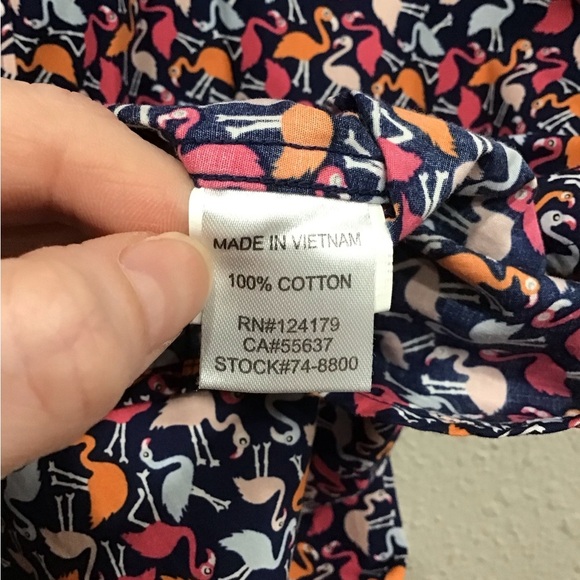 MADE IN VIETNAM
100% COTTON
RN#124179
CA#55637
STOCK#74-8800